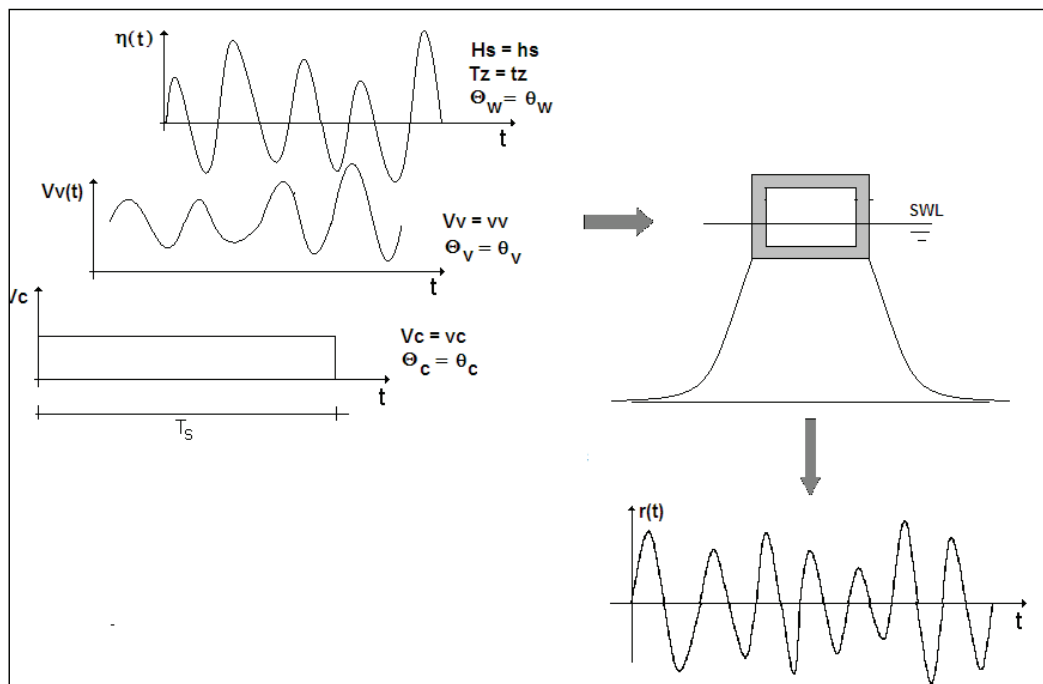 η(t)
Hs = hs
Tz = tz
Θw = θw
t
Vv(t)
Vv = vv
Θv = θv
t
Vc
Vc = vc
Θc = θc
t
Ts
SWL
r(t)
t